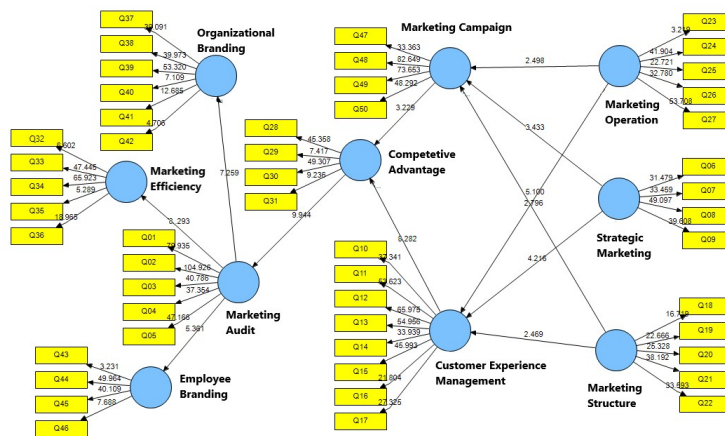 Q37
Q38
Q39
Q40
Q41
Q42
39.973
53.320
7.109
12.685
4.706
Organizational
Branding
Q32
Q33
Q34
Q35
Q36
47.445
65.923
5.289
18.965
Marketing
Efficiency
7.259
Q01
Q02
Q03
Q04
Q05
104.926
40.786
37.354
47.166
Marketing
Audit
5.361
Q43
Q44
Q45
Q46
3.231
49.964
40.109
7.688
Employee
Branding
Q28
Q29
Q30
Q31
45.358
7.417
49.307
9.236
Competetive
Advantage
9.944
Q47
Q48
Q49
Q50
33.363
82.649
73.653
48.292
3.229
Marketing Campaign
2.498
3.433
5.100
2.796
4.216
2.469
Q10
Q11
Q12
Q13
Q14
Q15
Q16
Q17
65.975
54.956
33.939
45.993
21.804
27.325
Customer Experience
Management
Q23
Q24
Q25
Q26
Q27
41.904
22.721
32.780
53.708
Marketing
Operation
Q06
Q07
Q08
Q09
31.479
33.459
49.097
39.608
Strategic
Marketing
Q18
Q19
Q20
Q21
Q22
16.719
22.666
25.328
38.192
33.593
Marketing
Structure